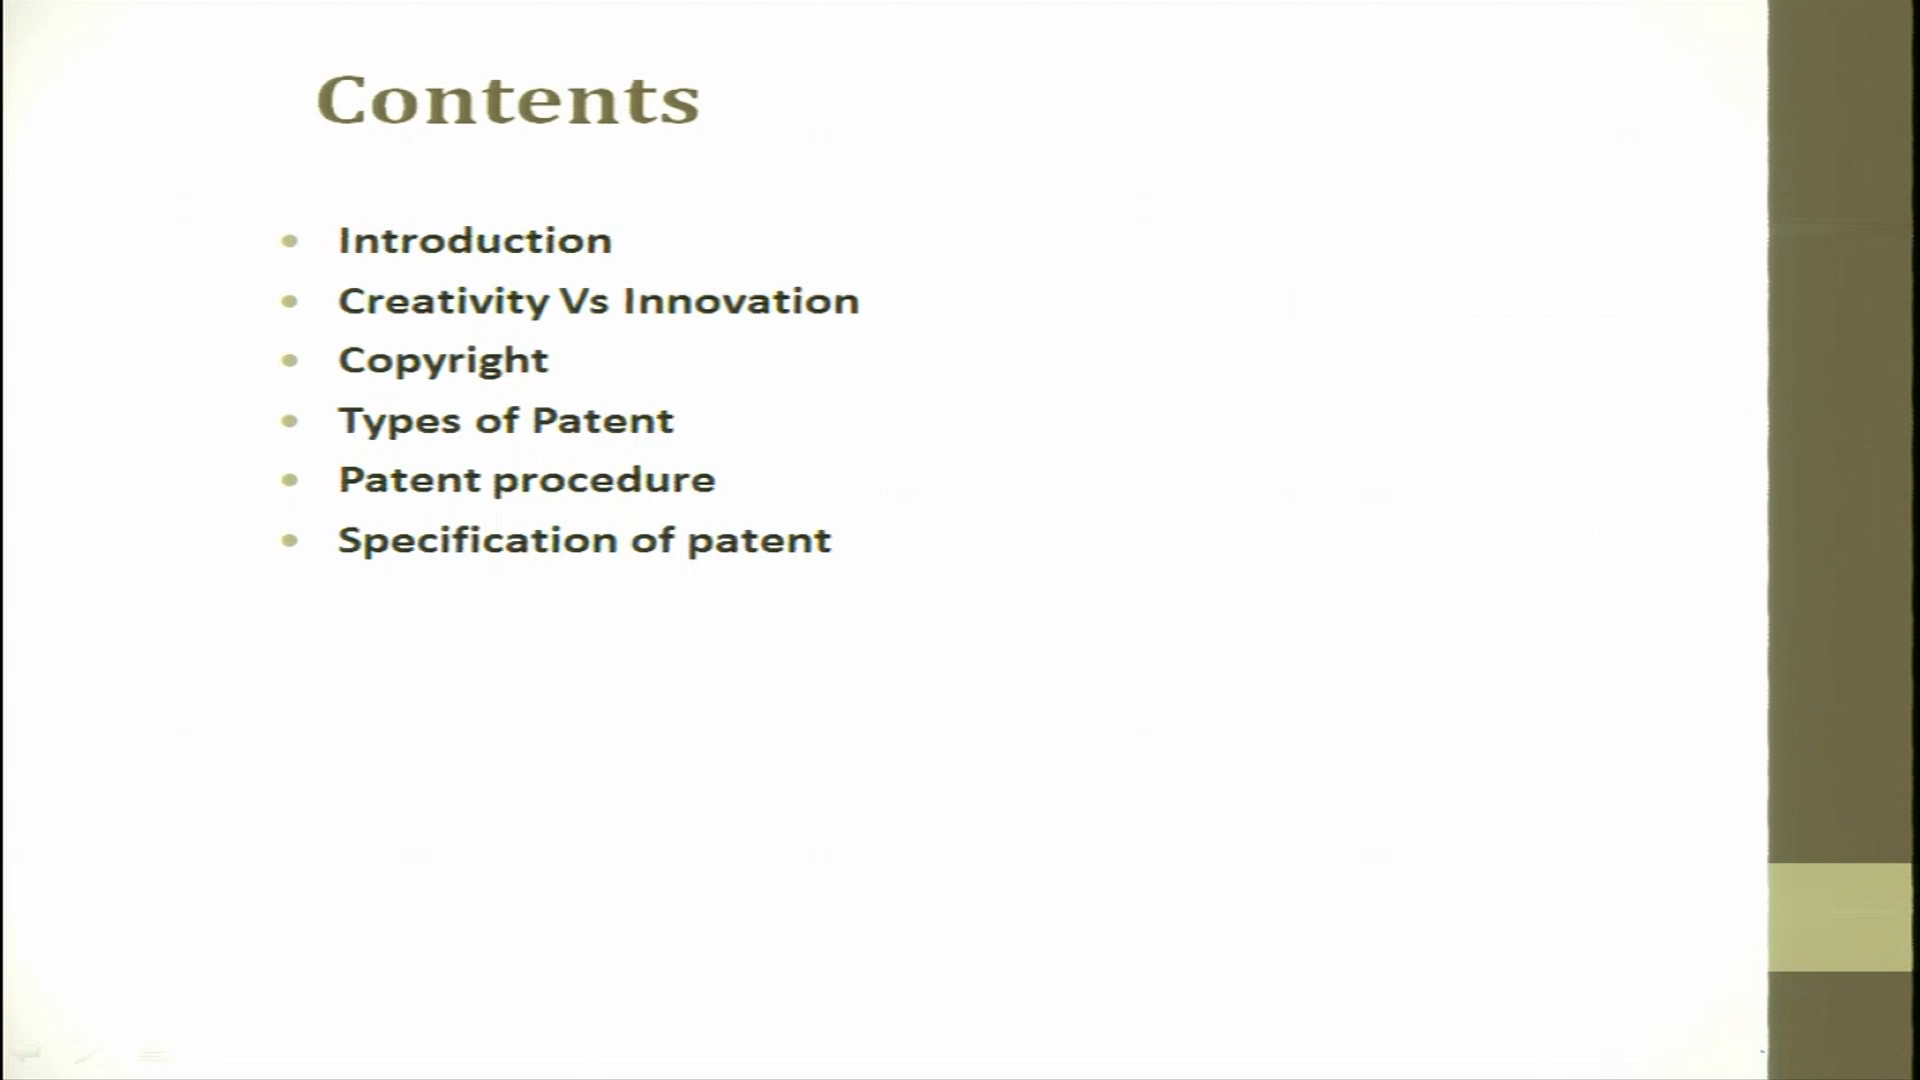 Contents
• Introduction
• Creativity Vs Innovation
• Copyright
• Types of Patent
• Patent procedure
• Specification of patent